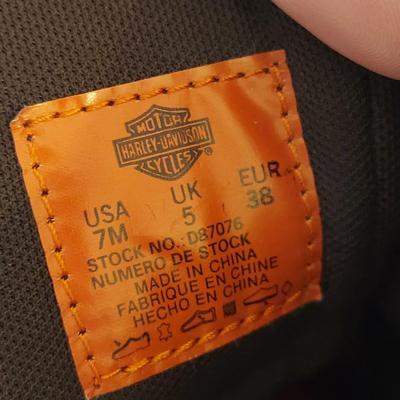 MOTOR
HARLEY-DAVIDSON
CYCLES®
USA UK EUR
7M 5 38
STOCK NO.:D87076
NUMERO DE STOCK
MADE IN CHINA
FABRIQUE EN CHINE
HECHO EN CHINA